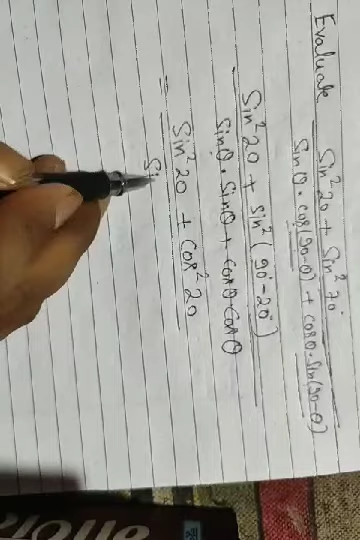 Evaluate sin²20 + sin²70
sinθ·cos(90-θ) + cosθ·sin(90-θ)
sin²20 + sin²(90-20)
sinθ·sinθ + cosθ·cosθ
sin²20 + cos²20
Si